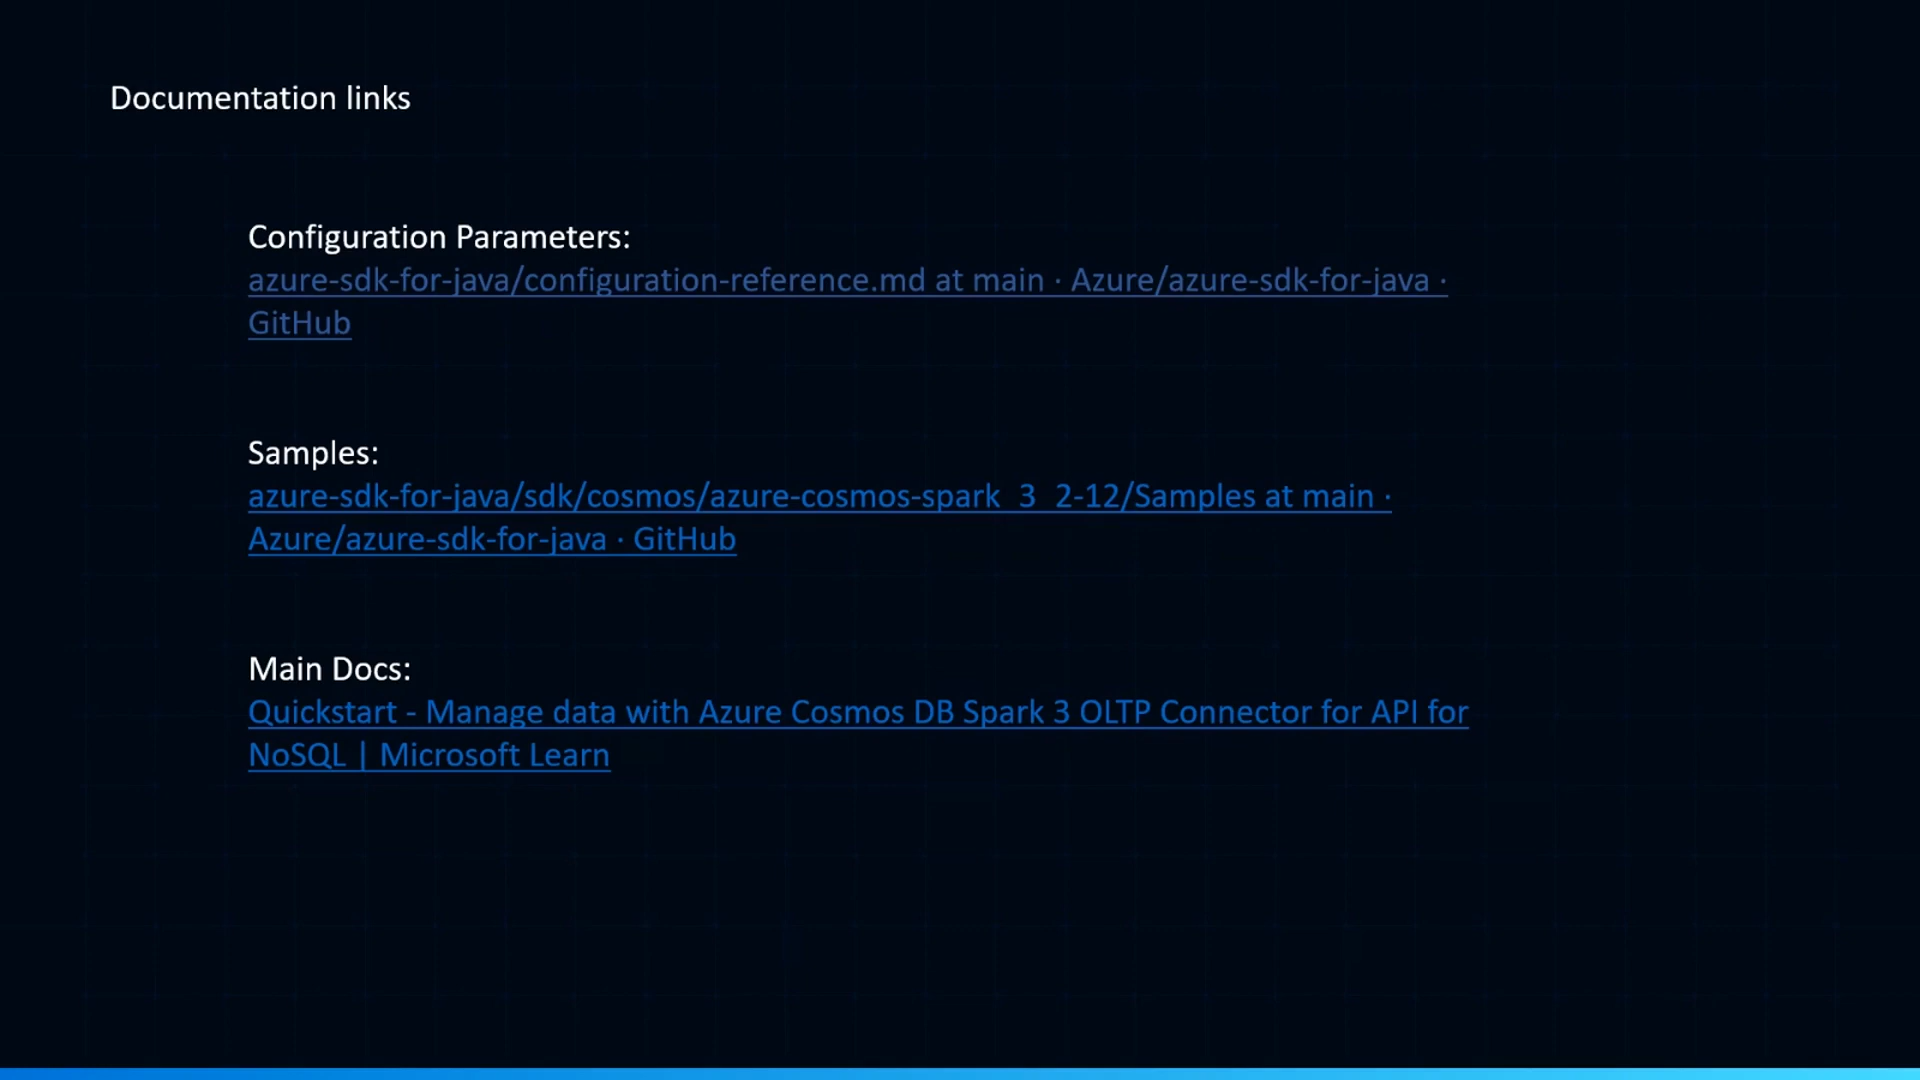 Documentation links
Configuration Parameters:
azure-sdk-for-java/configuration-reference.md at main · Azure/azure-sdk-for-java ·
GitHub
Samples:
azure-sdk-for-java/sdk/cosmos/azure-cosmos-spark_3_2-12/Samples at main ·
Azure/azure-sdk-for-java · GitHub
Main Docs:
Quickstart - Manage data with Azure Cosmos DB Spark 3 OLTP Connector for API for
NoSQL | Microsoft Learn